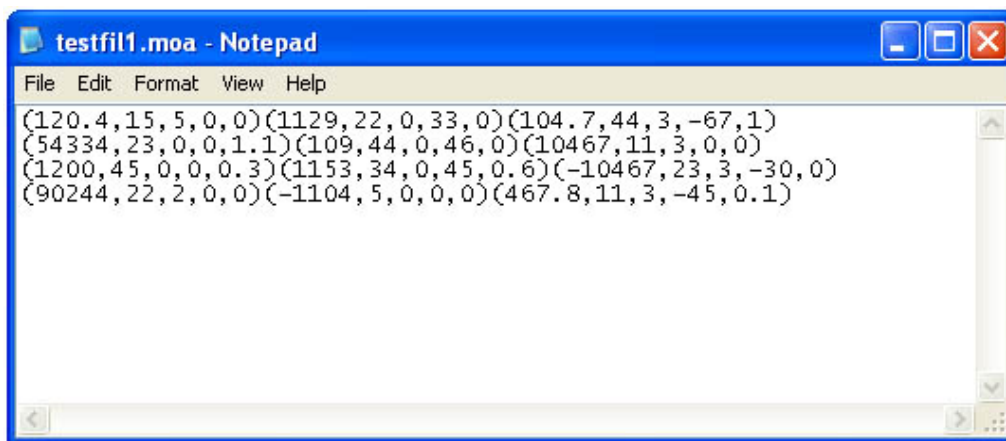 testfil1.moa - Notepad
File Edit Format View Help
(120.4,15,5,0,0)(1129,22,0,33,0)(104.7,44,3,-67,1)
(54334,23,0,0,1.1)(109,44,0,46,0)(10467,11,3,0,0)
(1200,45,0,0,0.3)(1153,34,0,45,0.6)(-10467,23,3,-30,0)
(90244,22,2,0,0)(-1104,5,0,0,0)(467.8,11,3,-45,0.1)